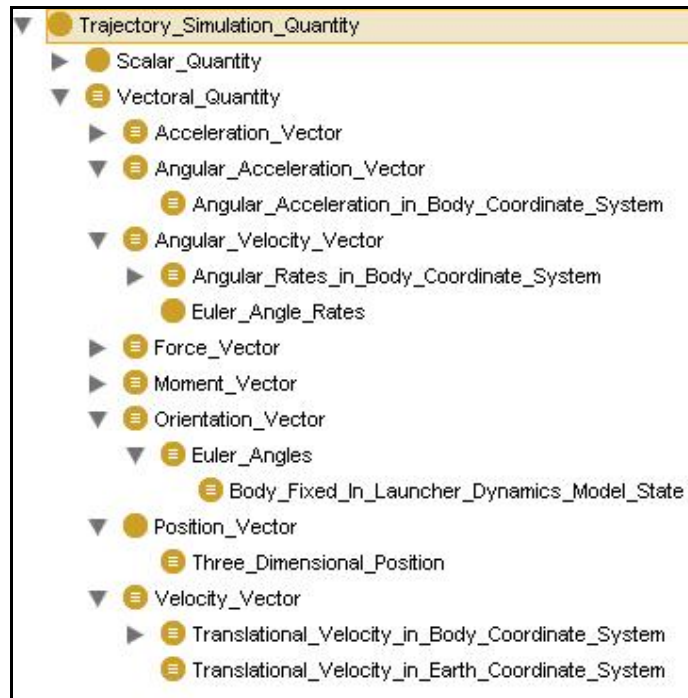 Trajectory_Simulation_Quantity
Scalar_Quantity
Vectoral_Quantity
Acceleration_Vector
Angular_Acceleration_Vector
Angular_Acceleration_in_Body_Coordinate_System
Angular_Velocity_Vector
Angular_Rates_in_Body_Coordinate_System
Euler_Angle_Rates
Force_Vector
Moment_Vector
Orientation_Vector
Euler_Angles
Body_Fixed_In_Launcher_Dynamics_Model_State
Position_Vector
Three_Dimensional_Position
Velocity_Vector
Translational_Velocity_in_Body_Coordinate_System
Translational_Velocity_in_Earth_Coordinate_System